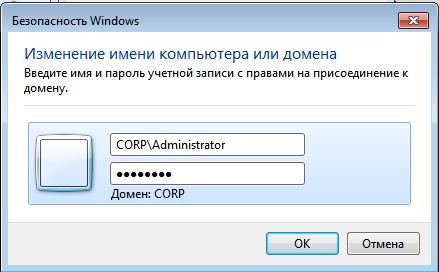 Безопасность Windows
Изменение имени компьютера или домена
Введите имя и пароль учетной записи с правами на присоединение к
домену.
CORP\Administrator
●●●●●●●●
Домен: CORP
OK
Отмена